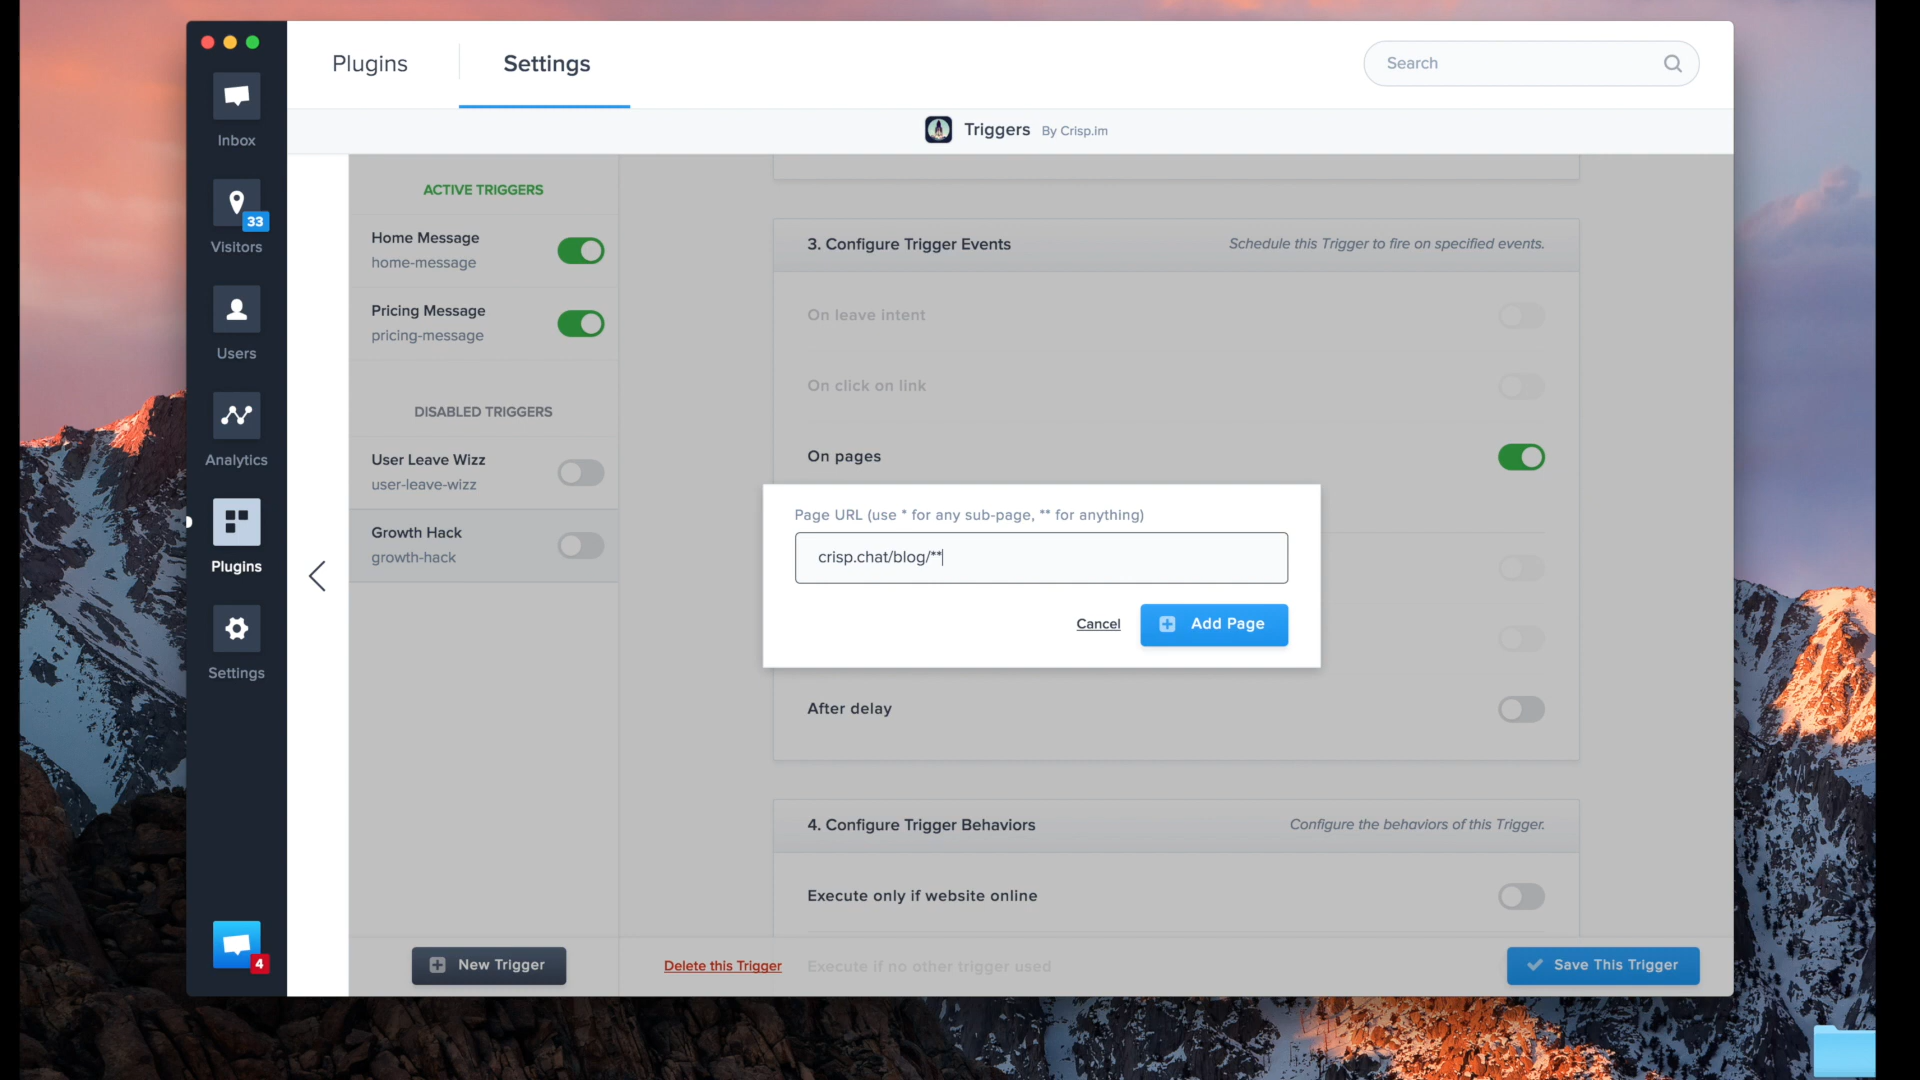 Plugins
Settings
Search
Triggers By Crisp.im
Inbox
33
Visitors
Users
Analytics
Plugins
Settings
4
ACTIVE TRIGGERS
Home Message
home-message
Pricing Message
pricing-message
DISABLED TRIGGERS
User Leave Wizz
user-leave-wizz
Growth Hack
growth-hack
New Trigger
3. Configure Trigger Events
Schedule this Trigger to fire on specified events.
On leave intent
On click on link
On pages
Page URL (use * for any sub-page, ** for anything)
crisp.chat/blog/**
Cancel
Add Page
After delay
4. Configure Trigger Behaviors
Configure the behaviors of this Trigger.
Execute only if website online
Delete this Trigger
Execute if no other trigger used
Save This Trigger